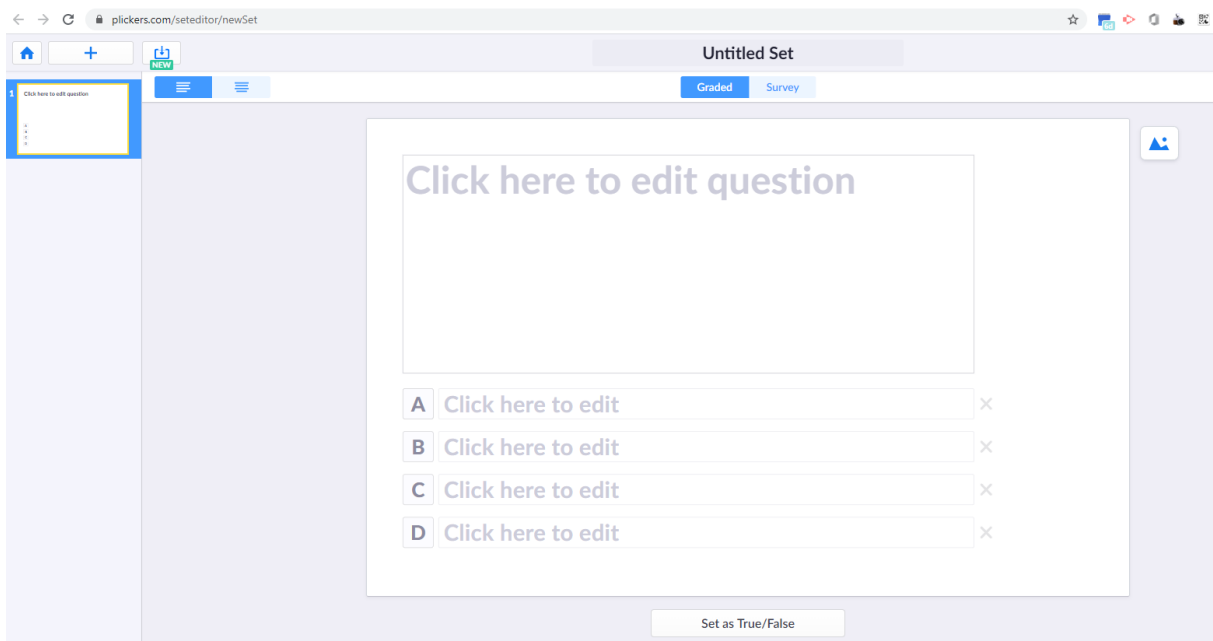 plickers.com/seteditor/newSet
NEW
Untitled Set
Graded
Survey
1
Click here to edit question
Click here to edit question
A Click here to edit
B Click here to edit
C Click here to edit
D Click here to edit
Set as True/False